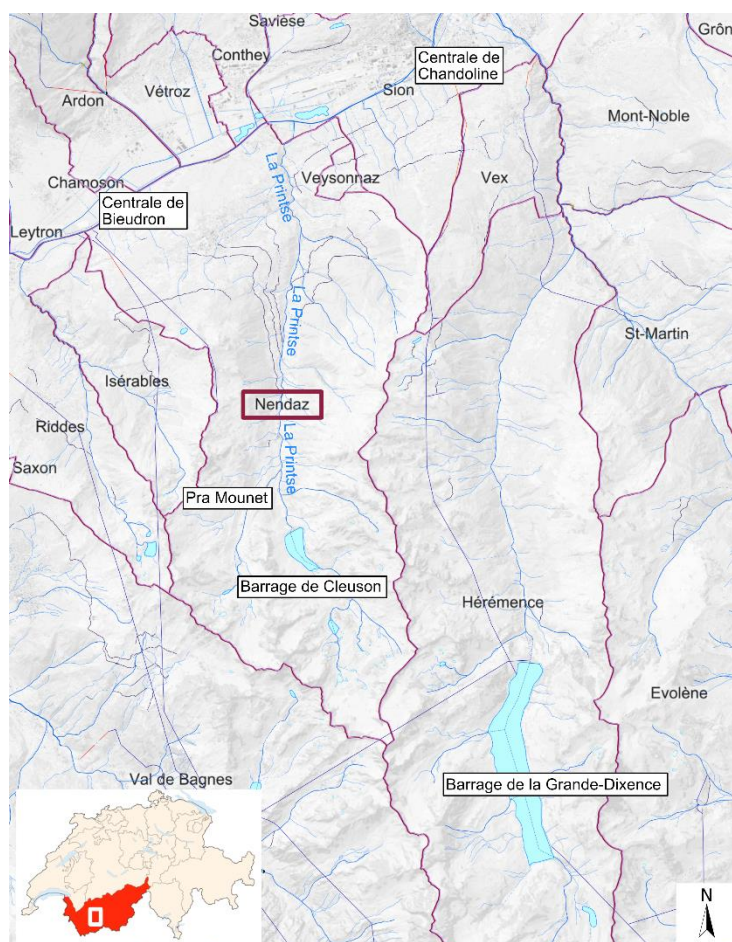 Savièse
Grôn
Conthey
Centrale de
Chandoline
Ardon
Vétroz
Sion
Mont-Noble
La Printse
Chamoson
Veysonnaz
Vex
Centrale de
Bieudron
Leytron
La Printse
St-Martin
Isérables
Nendaz
Riddes
La Printse
Saxon
Pra Mounet
Barrage de Cleuson
Hérémence
Evolène
Val de Bagnes
Barrage de la Grande-Dixence
N